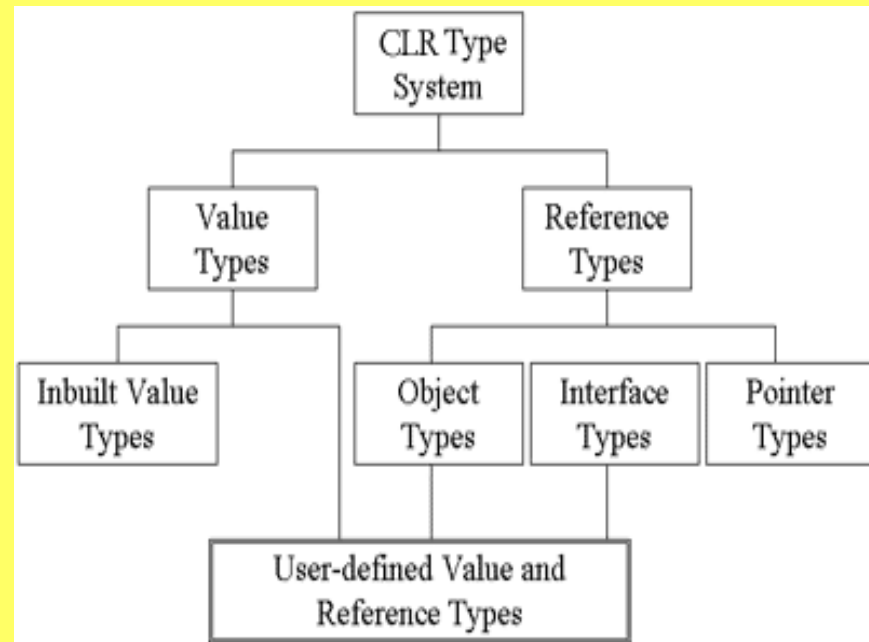 CLR Type
System
Value
Types
Reference
Types
Inbuilt Value
Types
Object
Types
Interface
Types
Pointer
Types
User-defined Value and
Reference Types